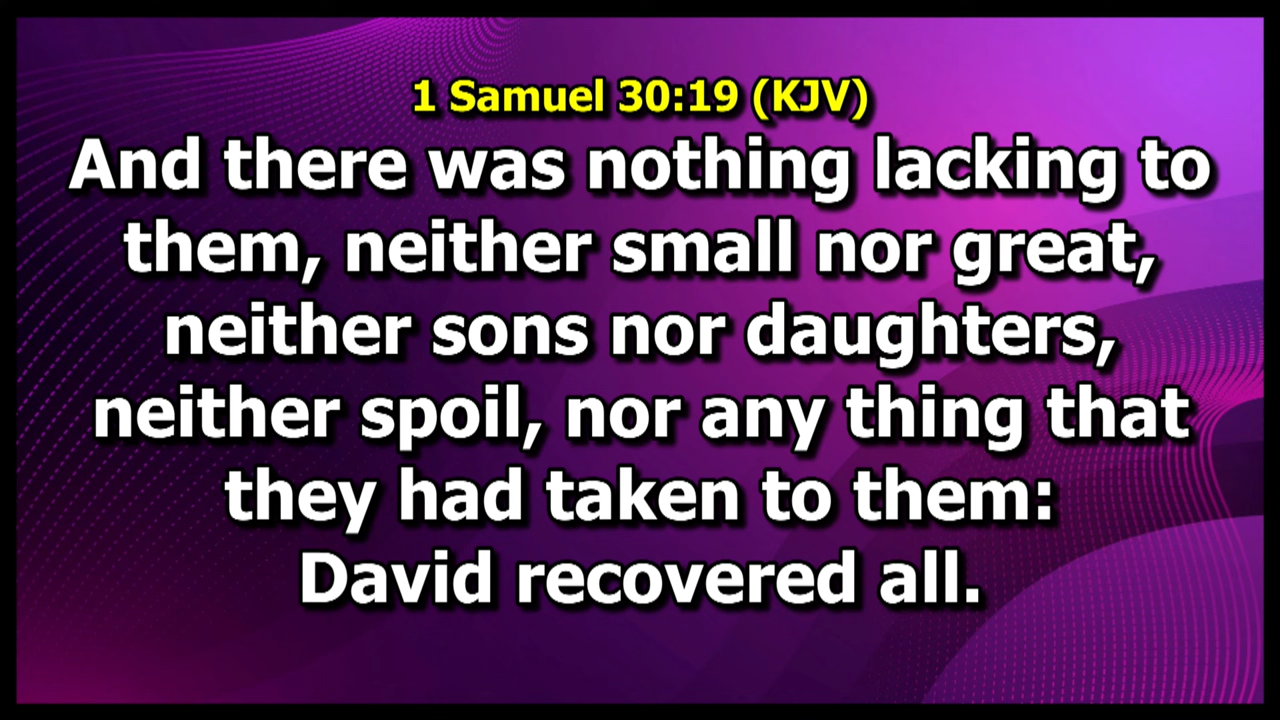 1 Samuel 30:19 (KJV)
And there was nothing lacking to
them, neither small nor great,
neither sons nor daughters,
neither spoil, nor any thing that
they had taken to them:
David recovered all.